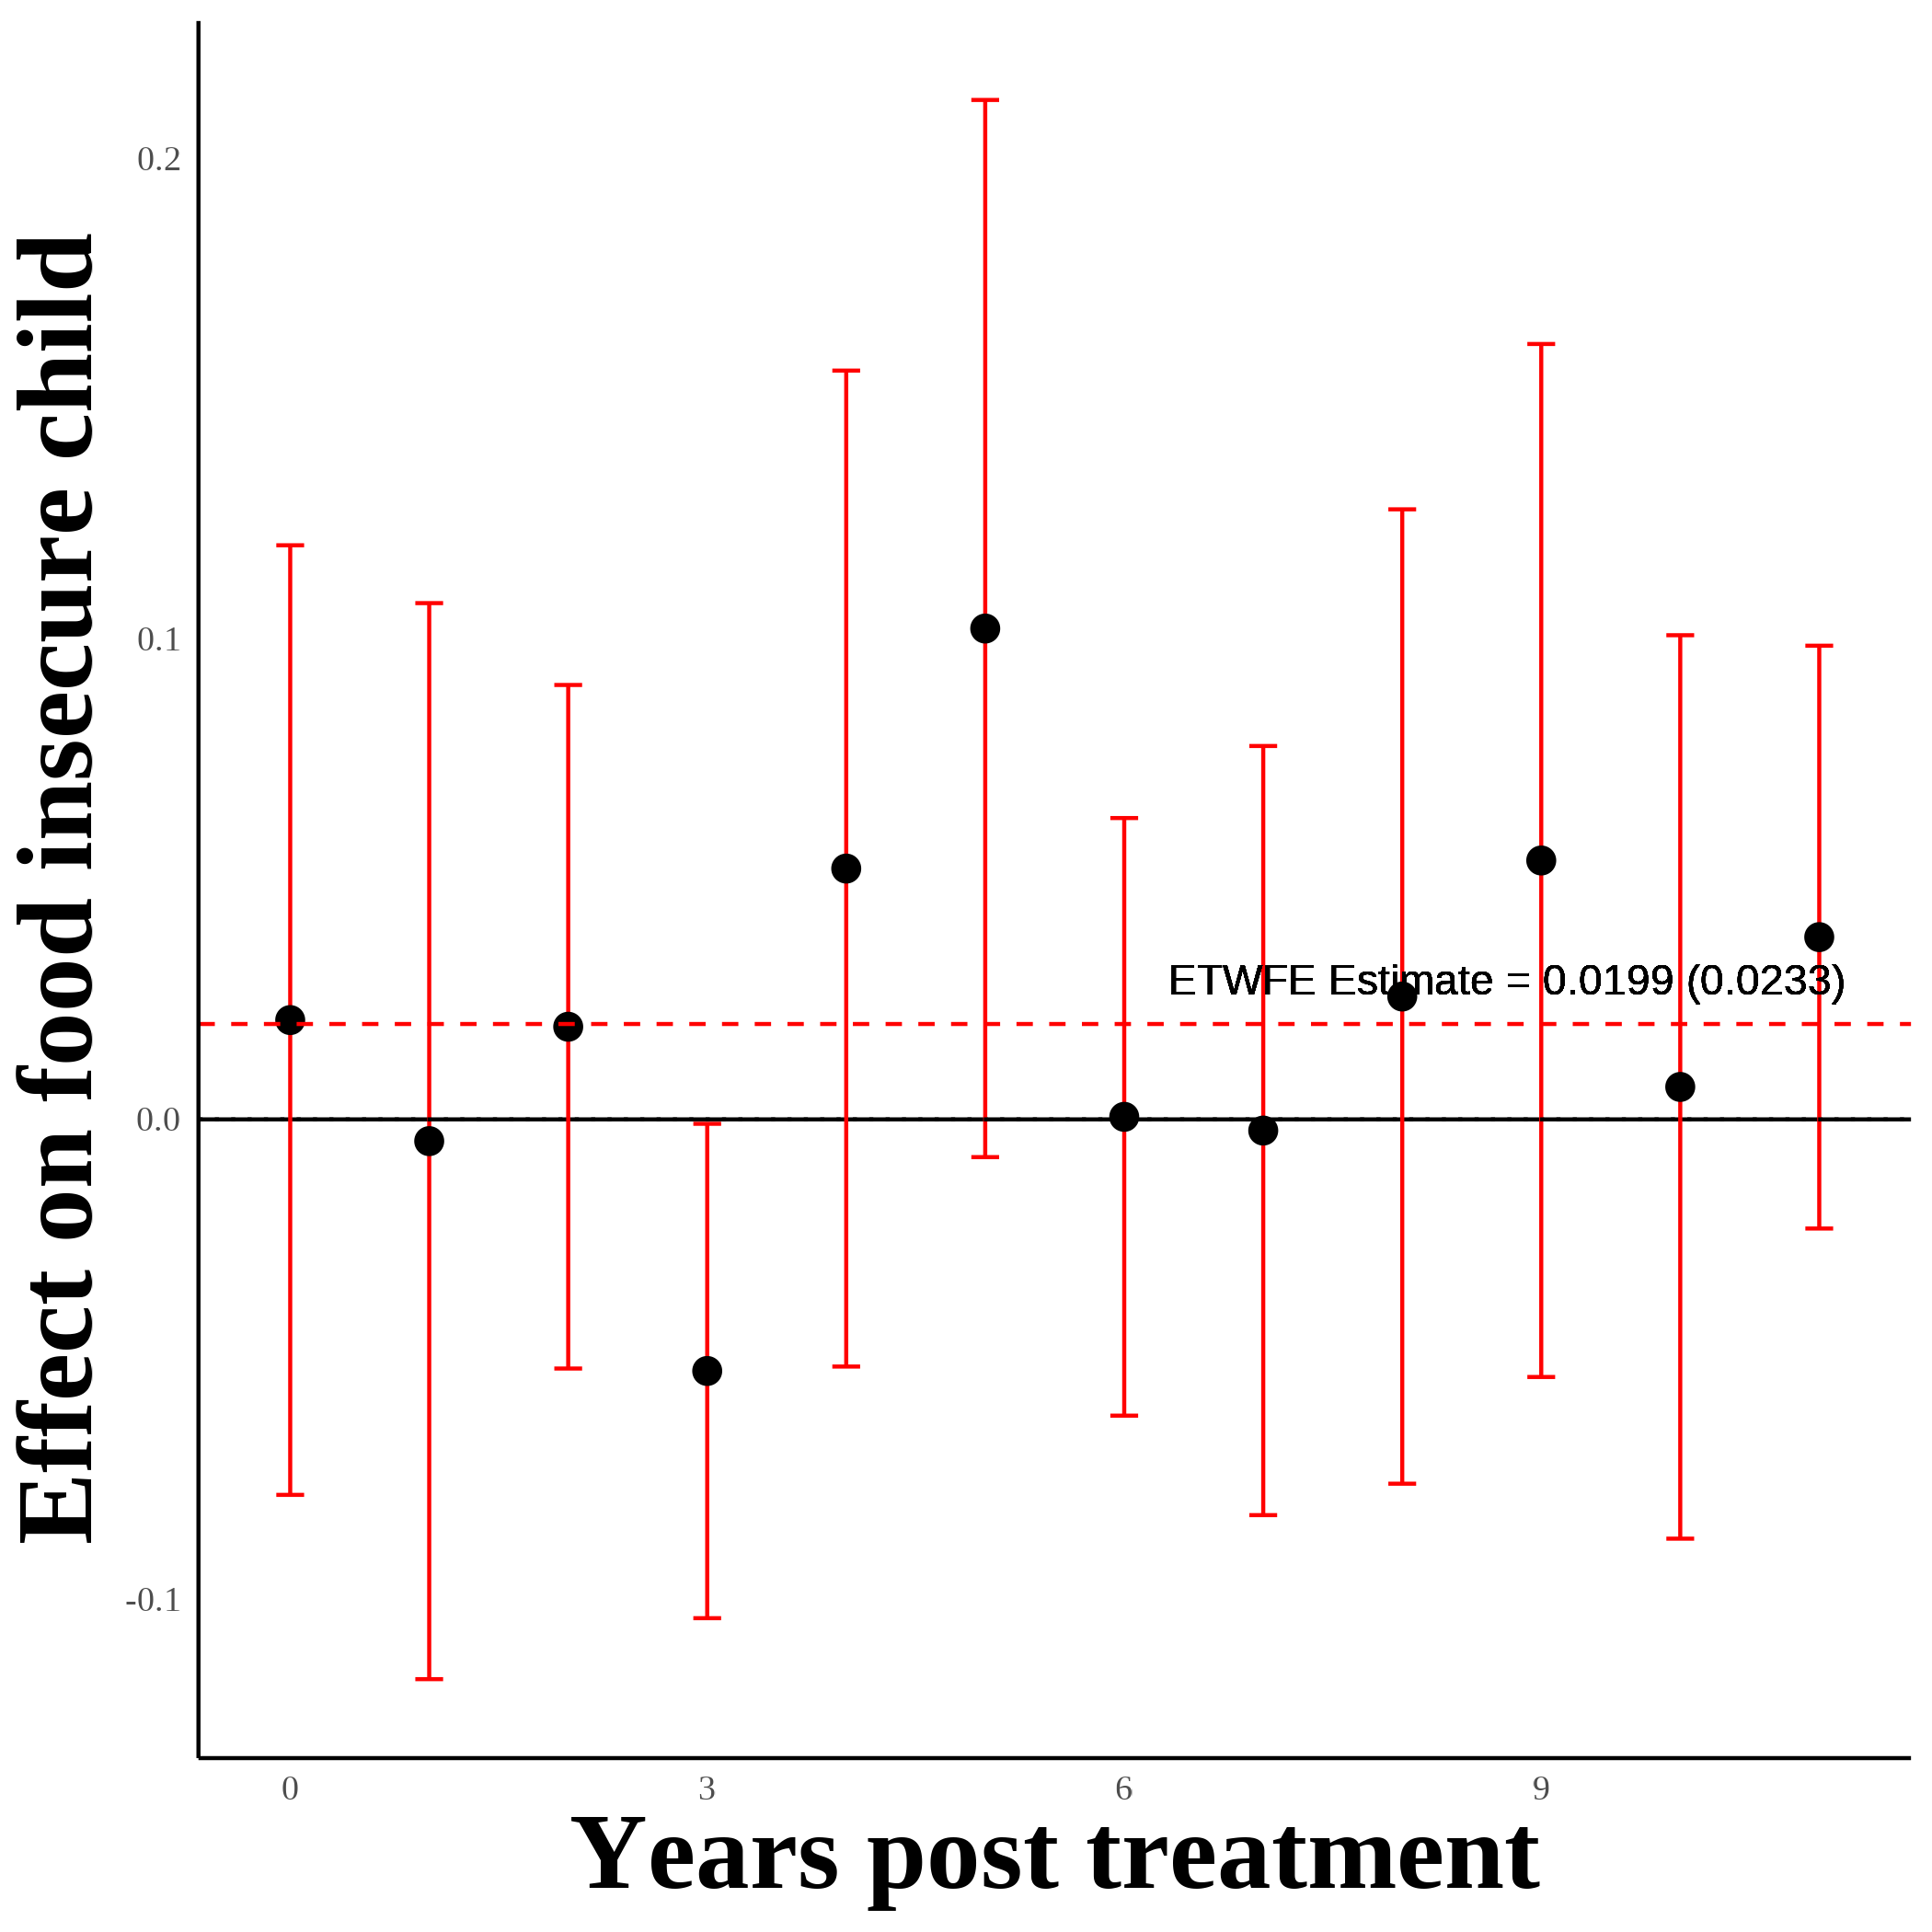 Effect on food insecure child
0.2
0.1
0.0
-0.1
ETWFE Estimate = 0.0199 (0.0233)
0 3 6 9
Years post treatment